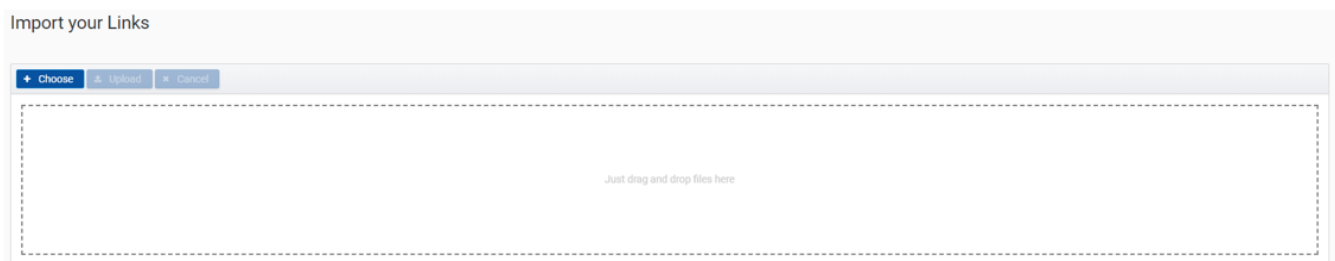 Import your Links
+ Choose Upload × Cancel
Just drag and drop files here